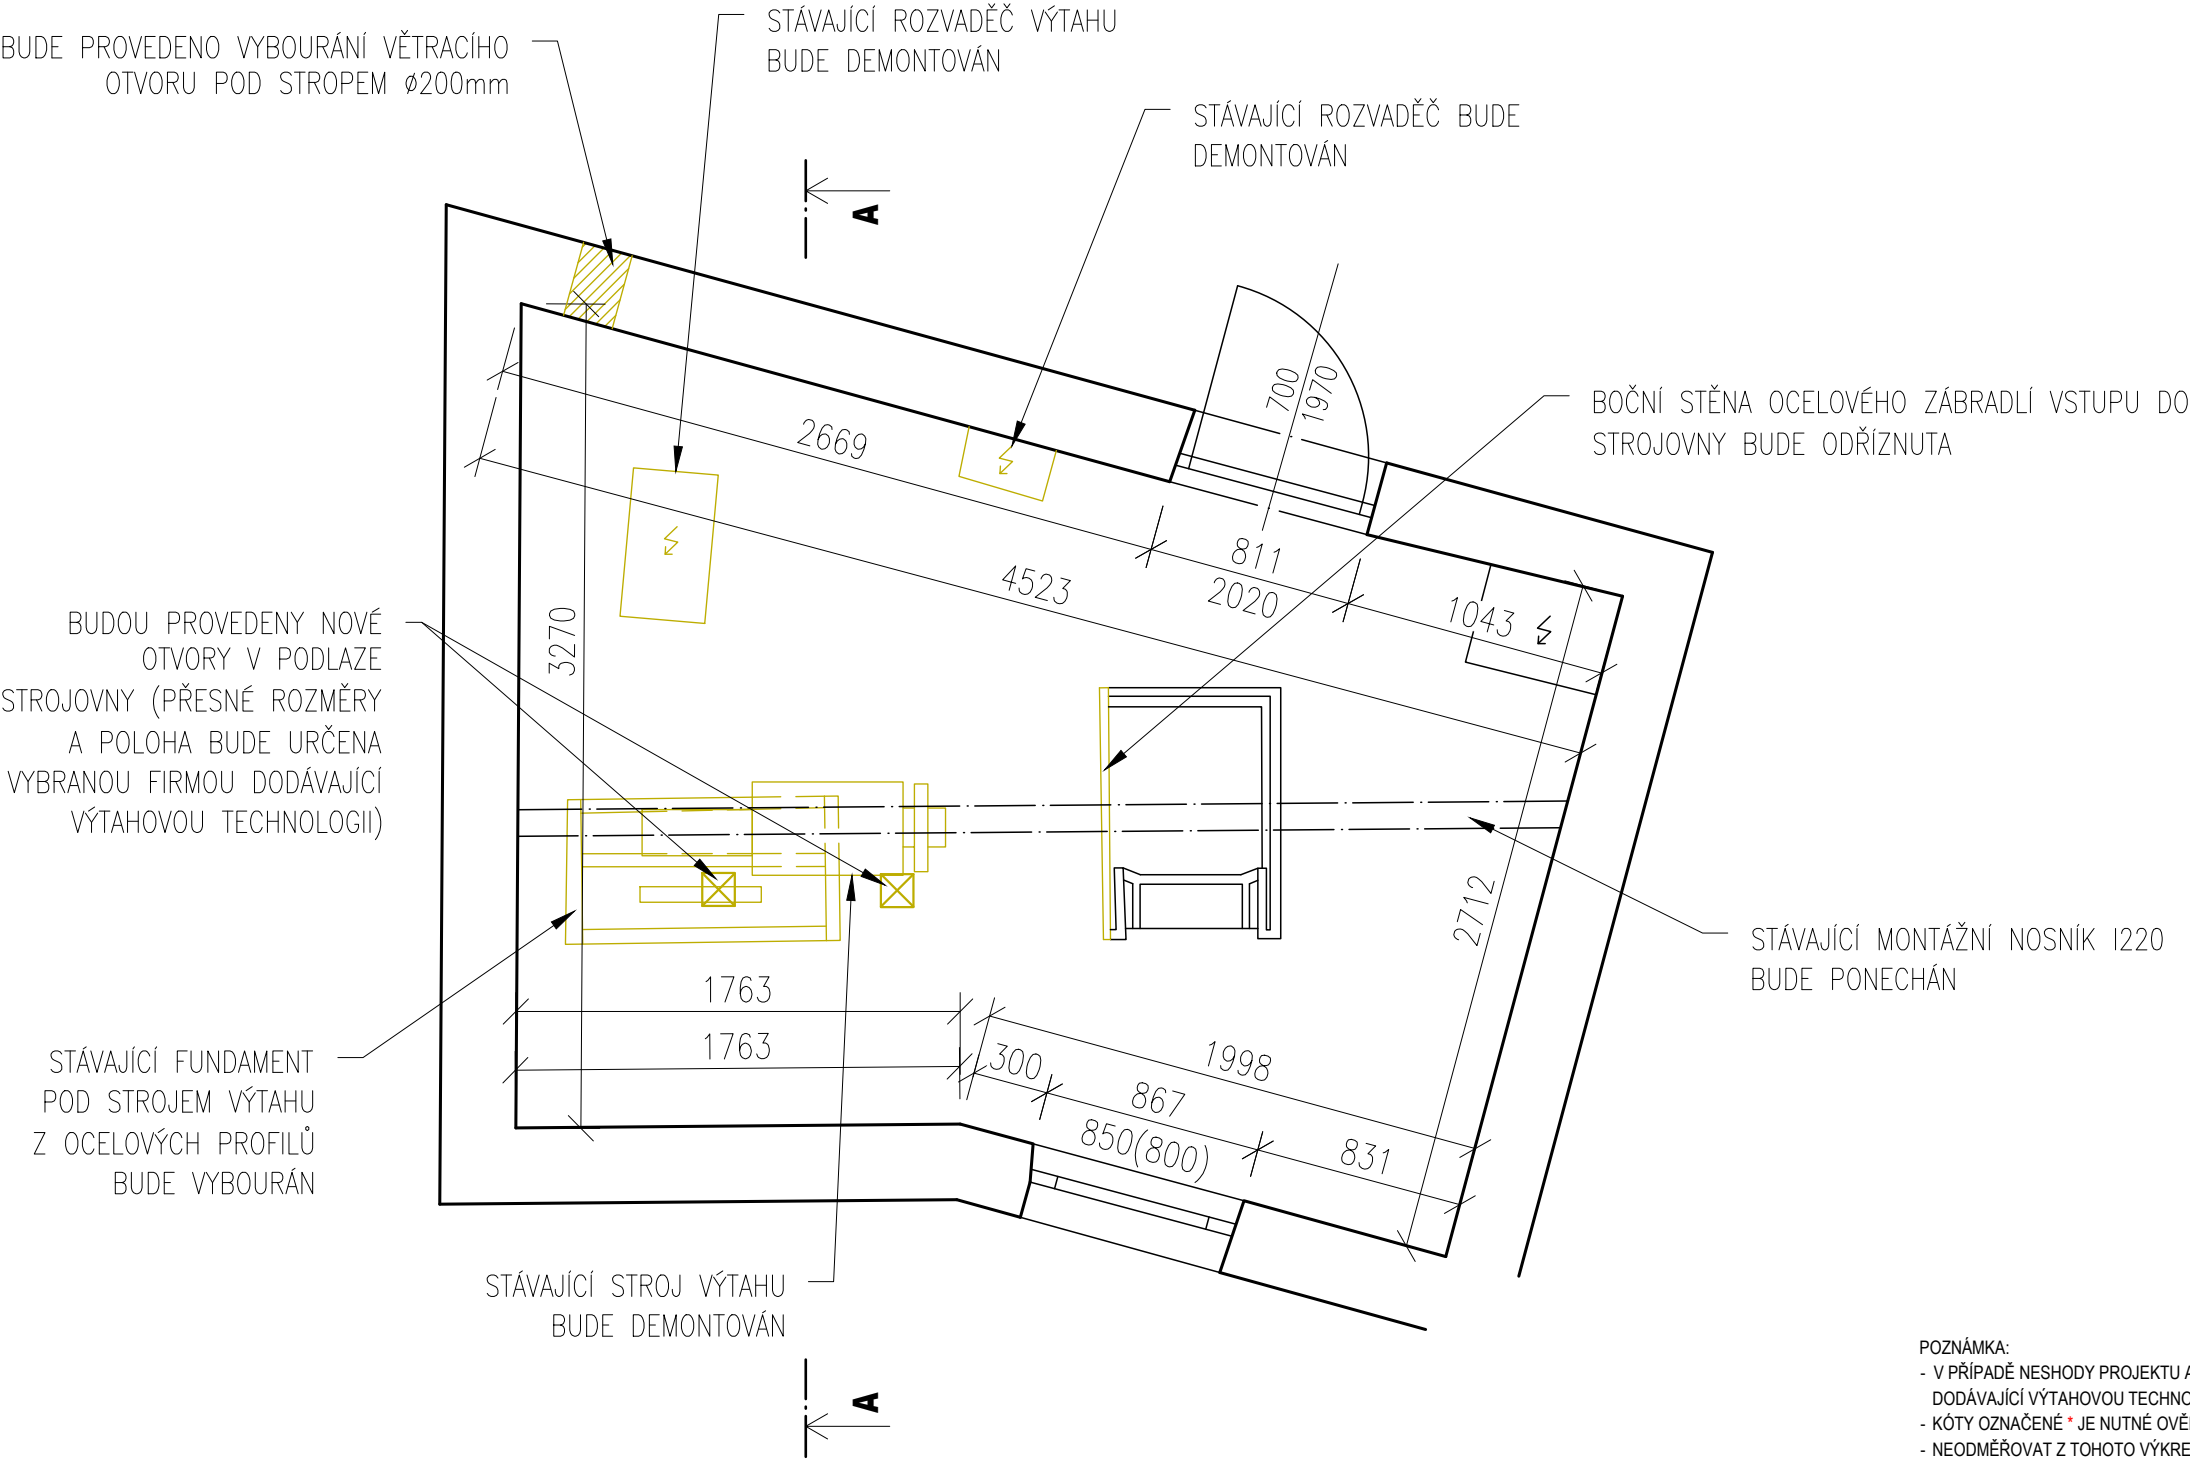 BUDE PROVEDENO VYBOURÁNÍ VĚTRACÍHO
OTVORU POD STROPEM ø200mm
STÁVAJÍCÍ ROZVADĚČ VÝTAHU
BUDE DEMONTOVÁN
STÁVAJÍCÍ ROZVADĚČ BUDE
DEMONTOVÁN
A
700
1970
BOČNÍ STĚNA OCELOVÉHO ZÁBRADLÍ VSTUPU DO
STROJOVNY BUDE ODŘÍZNUTA
2669
811
2020
4523
1043
3270
BUDOU PROVEDENY NOVÉ
OTVORY V PODLAZE
STROJOVNY (PŘESNÉ ROZMĚRY
A POLOHA BUDE URČENA
VYBRANOU FIRMOU DODÁVAJÍCÍ
VÝTAHOVOU TECHNOLOGII)
2712
STÁVAJÍCÍ MONTÁŽNÍ NOSNÍK I220
BUDE PONECHÁN
1763
1763
1998
300
867
850(800)
831
STÁVAJÍCÍ FUNDAMENT
POD STROJEM VÝTAHU
Z OCELOVÝCH PROFILŮ
BUDE VYBOURÁN
STÁVAJÍCÍ STROJ VÝTAHU
BUDE DEMONTOVÁN
A
POZNÁMKA:
- V PŘÍPADĚ NESHODY PROJEKTU
DODÁVAJÍCÍ VÝTAHOVOU
- KÓTY OZNAČENÉ * JE NUTNÉ
- NEODMĚŘOVAT Z TOHOTO